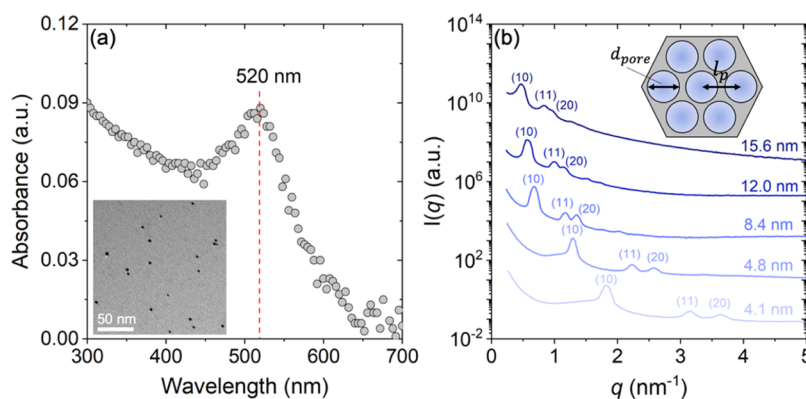 (a)
520 nm
0.12
0.09
0.06
0.03
0.00
Absorbance (a.u.)
50 nm
300
400
500
600
700
Wavelength (nm)
(b)
d_pore
l_p
10^14
10^10
10^6
10^2
10^-2
I(q) (a.u.)
(10)
(11)
(20)
15.6 nm
(10)
(11)
(20)
12.0 nm
(10)
(11)
(20)
8.4 nm
(10)
(11)
(20)
4.8 nm
(10)
(11)
(20)
4.1 nm
0
1
2
3
4
5
q (nm^-1)